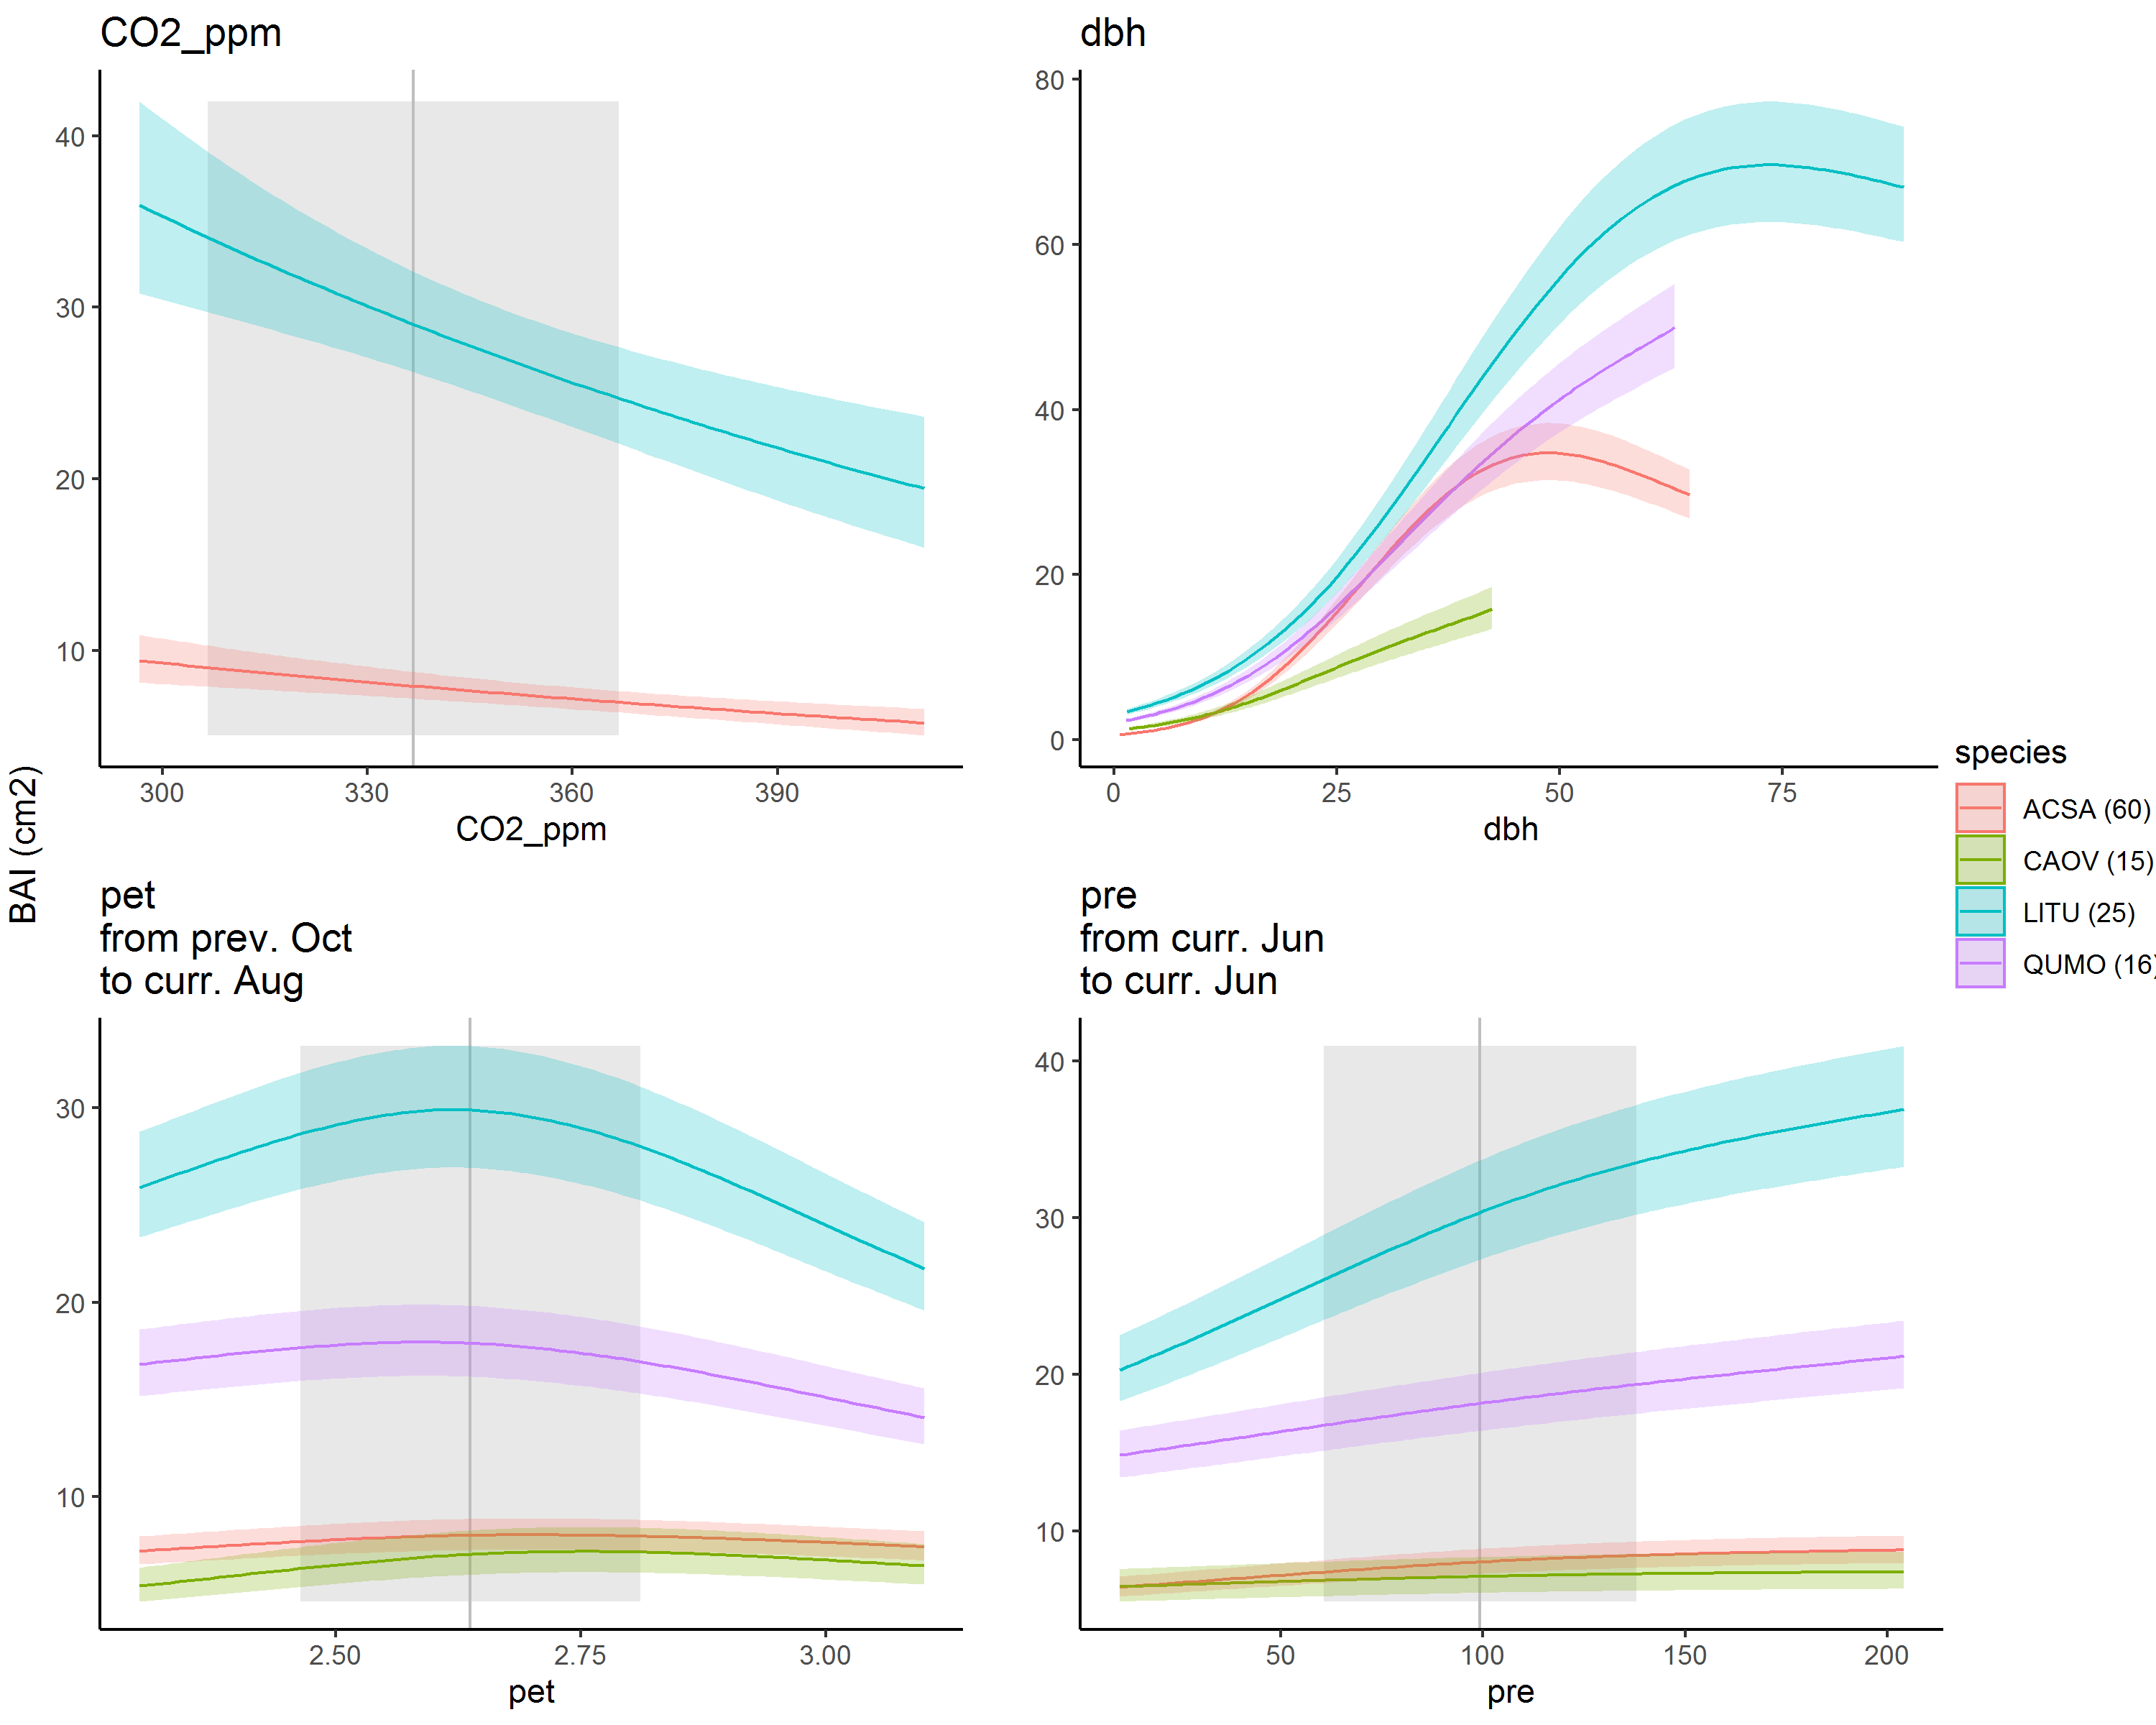 CO2_ppm
40
30
20
10
300
330
360
390
CO2_ppm
dbh
80
60
40
20
0
0
25
50
75
dbh
BAI (cm2)
pet
from prev. Oct
to curr. Aug
30
20
10
2.50
2.75
3.00
pet
pre
from curr. Jun
to curr. Jun
40
30
20
10
50
100
150
200
pre
species
ACSA (60)
CAOV (15)
LITU (25)
QUMO (16)